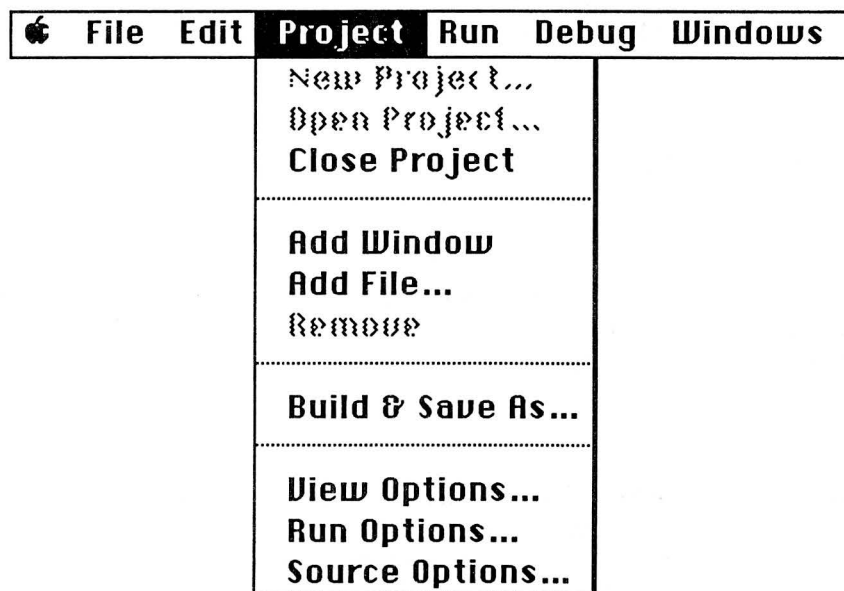 File Edit Project Run Debug Windows
New Project...
Open Project...
Close Project
Add Window
Add File...
Remove
Build & Save As...
View Options...
Run Options...
Source Options...